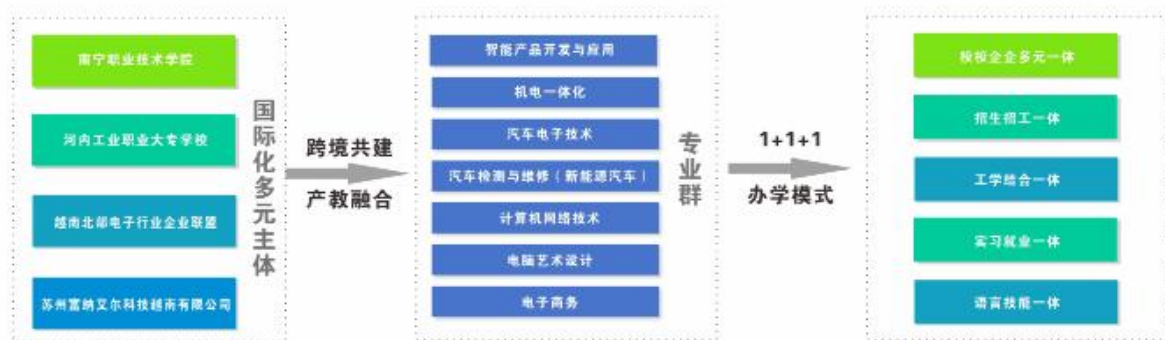 南宁职业技术学院
河内工业职业大专学校
越南北部电子行业企业联盟
苏州富纳艾尔科技越南有限公司
国际化多元主体
跨境共建
产教融合
智能产品开发与应用
机电一体化
汽车电子技术
汽车检测与维修（新能源汽车）
计算机网络技术
电脑艺术设计
电子商务
专业群
1+1+1
办学模式
校校企企多元一体
招生招工一体
工学结合一体
实习就业一体
语言技能一体